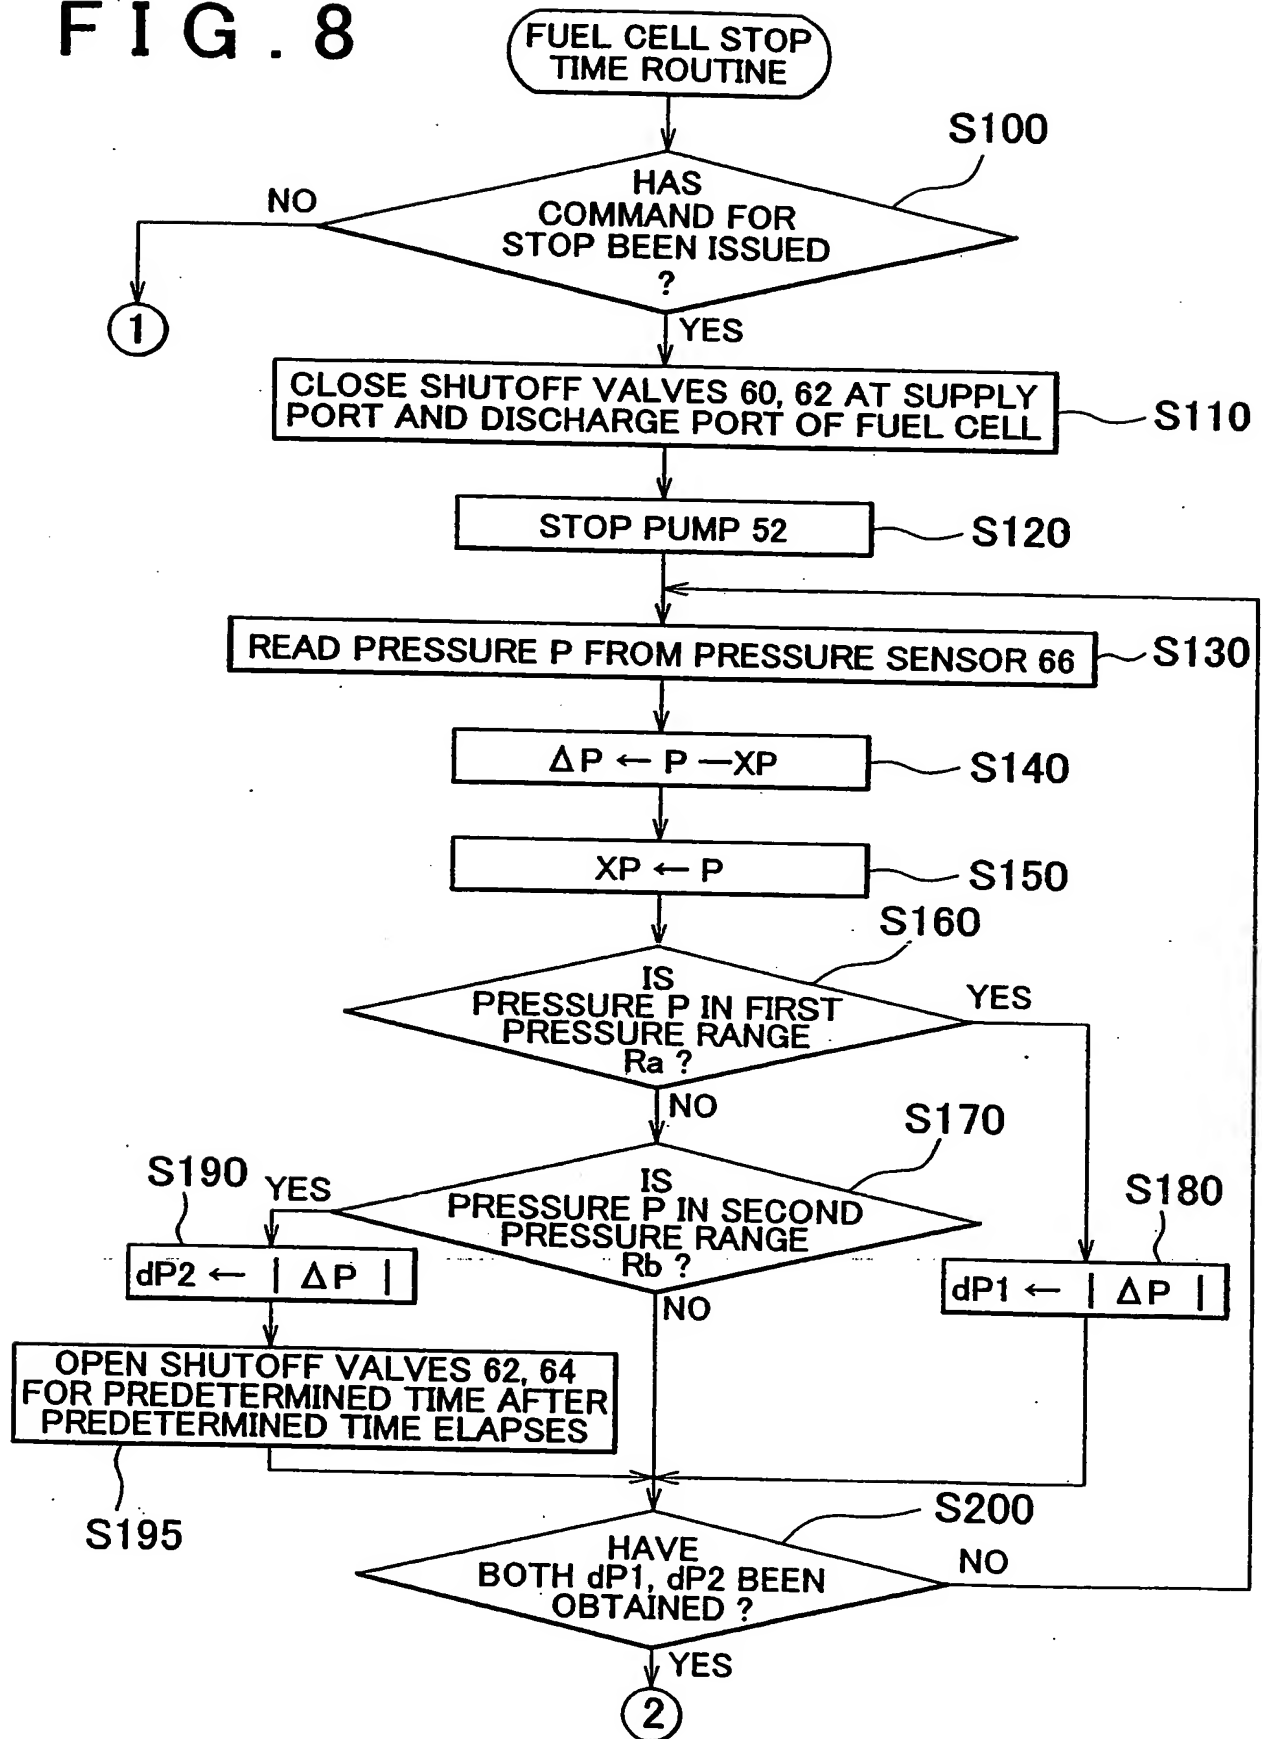 FIG. 8
FUEL CELL STOP
TIME ROUTINE
S100
HAS
COMMAND FOR
STOP BEEN ISSUED
?
NO
1
YES
CLOSE SHUTOFF VALVES 60, 62 AT SUPPLY
PORT AND DISCHARGE PORT OF FUEL CELL
S110
STOP PUMP 52
S120
READ PRESSURE P FROM PRESSURE SENSOR 66
S130
ΔP ← P —XP
S140
XP ← P
S150
S160
IS
PRESSURE P IN FIRST
PRESSURE RANGE
Ra ?
YES
NO
S170
IS
PRESSURE P IN SECOND
PRESSURE RANGE
Rb ?
S190
YES
S180
dP2 ← | ΔP |
dP1 ← | ΔP |
NO
OPEN SHUTOFF VALVES 62, 64
FOR PREDETERMINED TIME AFTER
PREDETERMINED TIME ELAPSES
S195
S200
HAVE
BOTH dP1, dP2 BEEN
OBTAINED ?
NO
YES
2